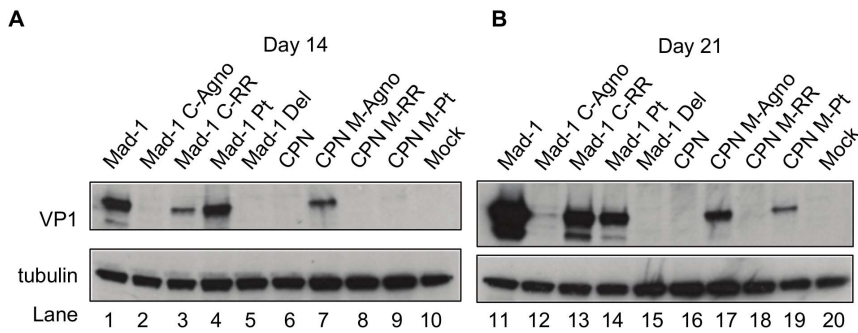 A
Day 14
Mad-1
Mad-1 C-Agno
Mad-1 C-RR
Mad-1 Pt
Mad-1 Del
CPN
CPN M-Agno
CPN M-RR
CPN M-Pt
Mock
VP1
tubulin
Lane 1 2 3 4 5 6 7 8 9 10
B
Day 21
Mad-1
Mad-1 C-Agno
Mad-1 C-RR
Mad-1 Pt
Mad-1 Del
CPN
CPN M-Agno
CPN M-RR
CPN M-Pt
Mock
11 12 13 14 15 16 17 18 19 20